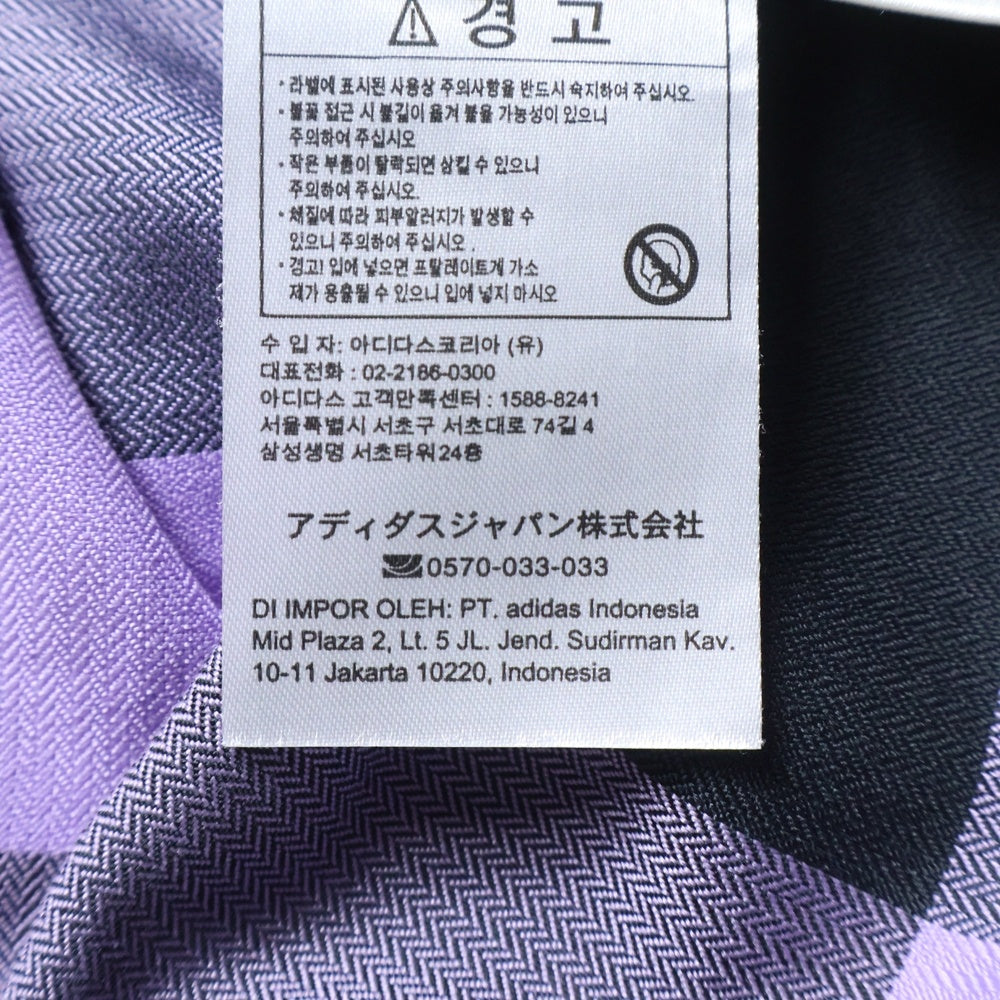 경 고
• 라벨에 표시된 사용상 주의사항을 반드시 숙지하여 주십시오.
• 불꽃 접근 시 불길이 옮겨 붙을 가능성이 있으니
주의하여 주십시오
• 작은 부품이 탈락되면 삼킬 수 있으니
주의하여 주십시오.
• 재질에 따라 피부알러지가 발생할 수
있으니 주의하여 주십시오 .
• 경고! 입에 넣으면 프탈레이트계 가소
제가 용출될 수 있으니 입에 넣지 마시오
수 입 자: 아디다스코리아 (유)
대표전화 : 02-2186-0300
아디다스 고객만족센터 : 1588-8241
서울특별시 서초구 서초대로 74길 4
삼성생명 서초타워 24층
アディダスジャパン株式会社
0570-033-033
DI IMPOR OLEH: PT. adidas Indonesia
Mid Plaza 2, Lt. 5 JL. Jend. Sudirman Kav.
10-11 Jakarta 10220, Indonesia